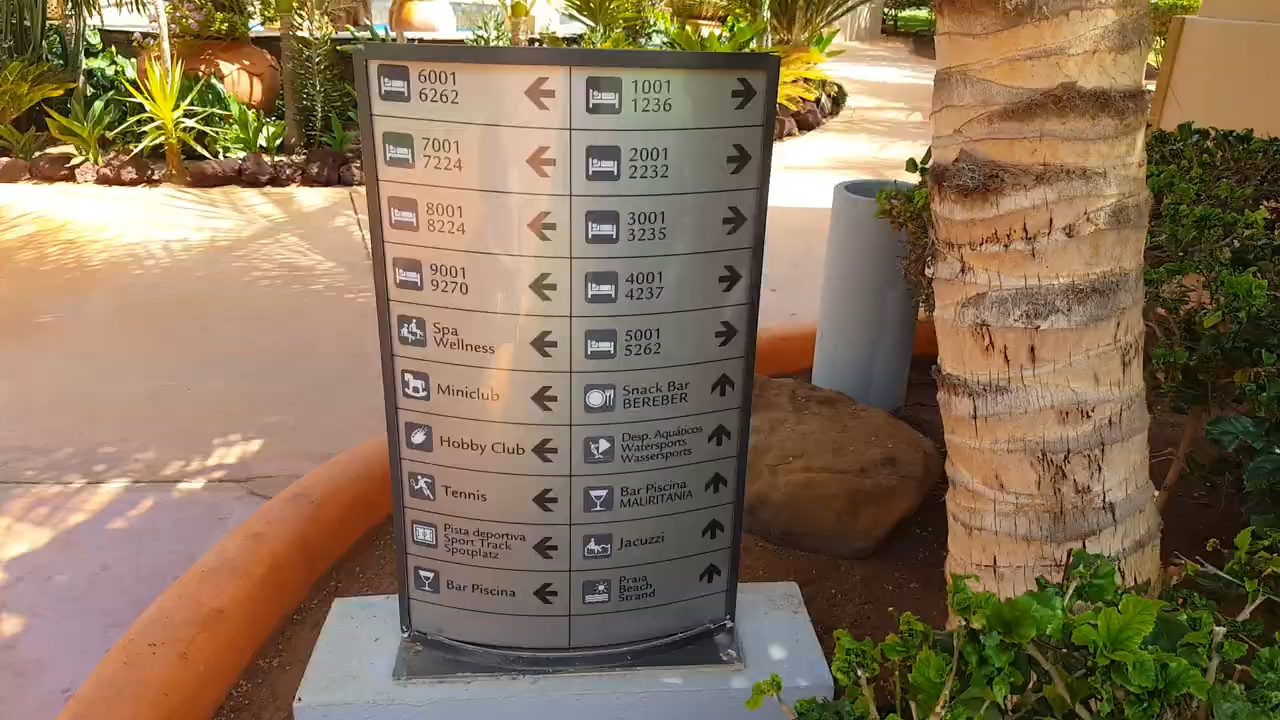 6001
6262
7001
7224
8001
8224
9001
9270
Spa
Wellness
Miniclub
Hobby Club
Tennis
Pista deportiva
Sport Track
Spotplatz
Bar Piscina
1001
1236
2001
2232
3001
3235
4001
4237
5001
5262
Snack Bar
BEREBER
Desp. Aquáticos
Watersports
Wassersports
Bar Piscina
MAURITANIA
Jacuzzi
Praia
Beach
Strand